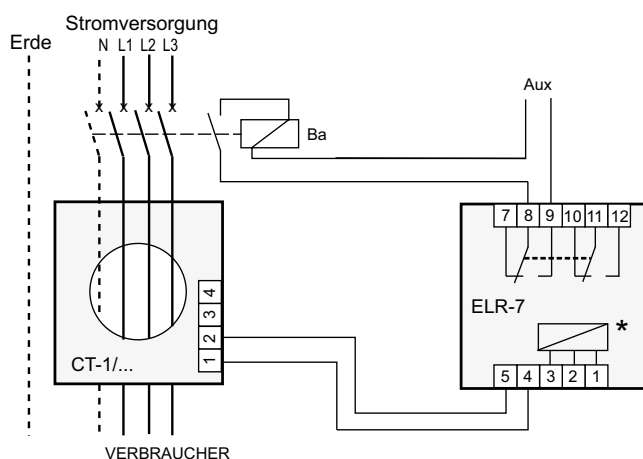 Stromversorgung
Erde
N L1 L2 L3
Aux
Ba
7 8 9 10 11 12
4
3
2
1
ELR-7
*
CT-1/...
5 4 3 2 1
VERBRAUCHER